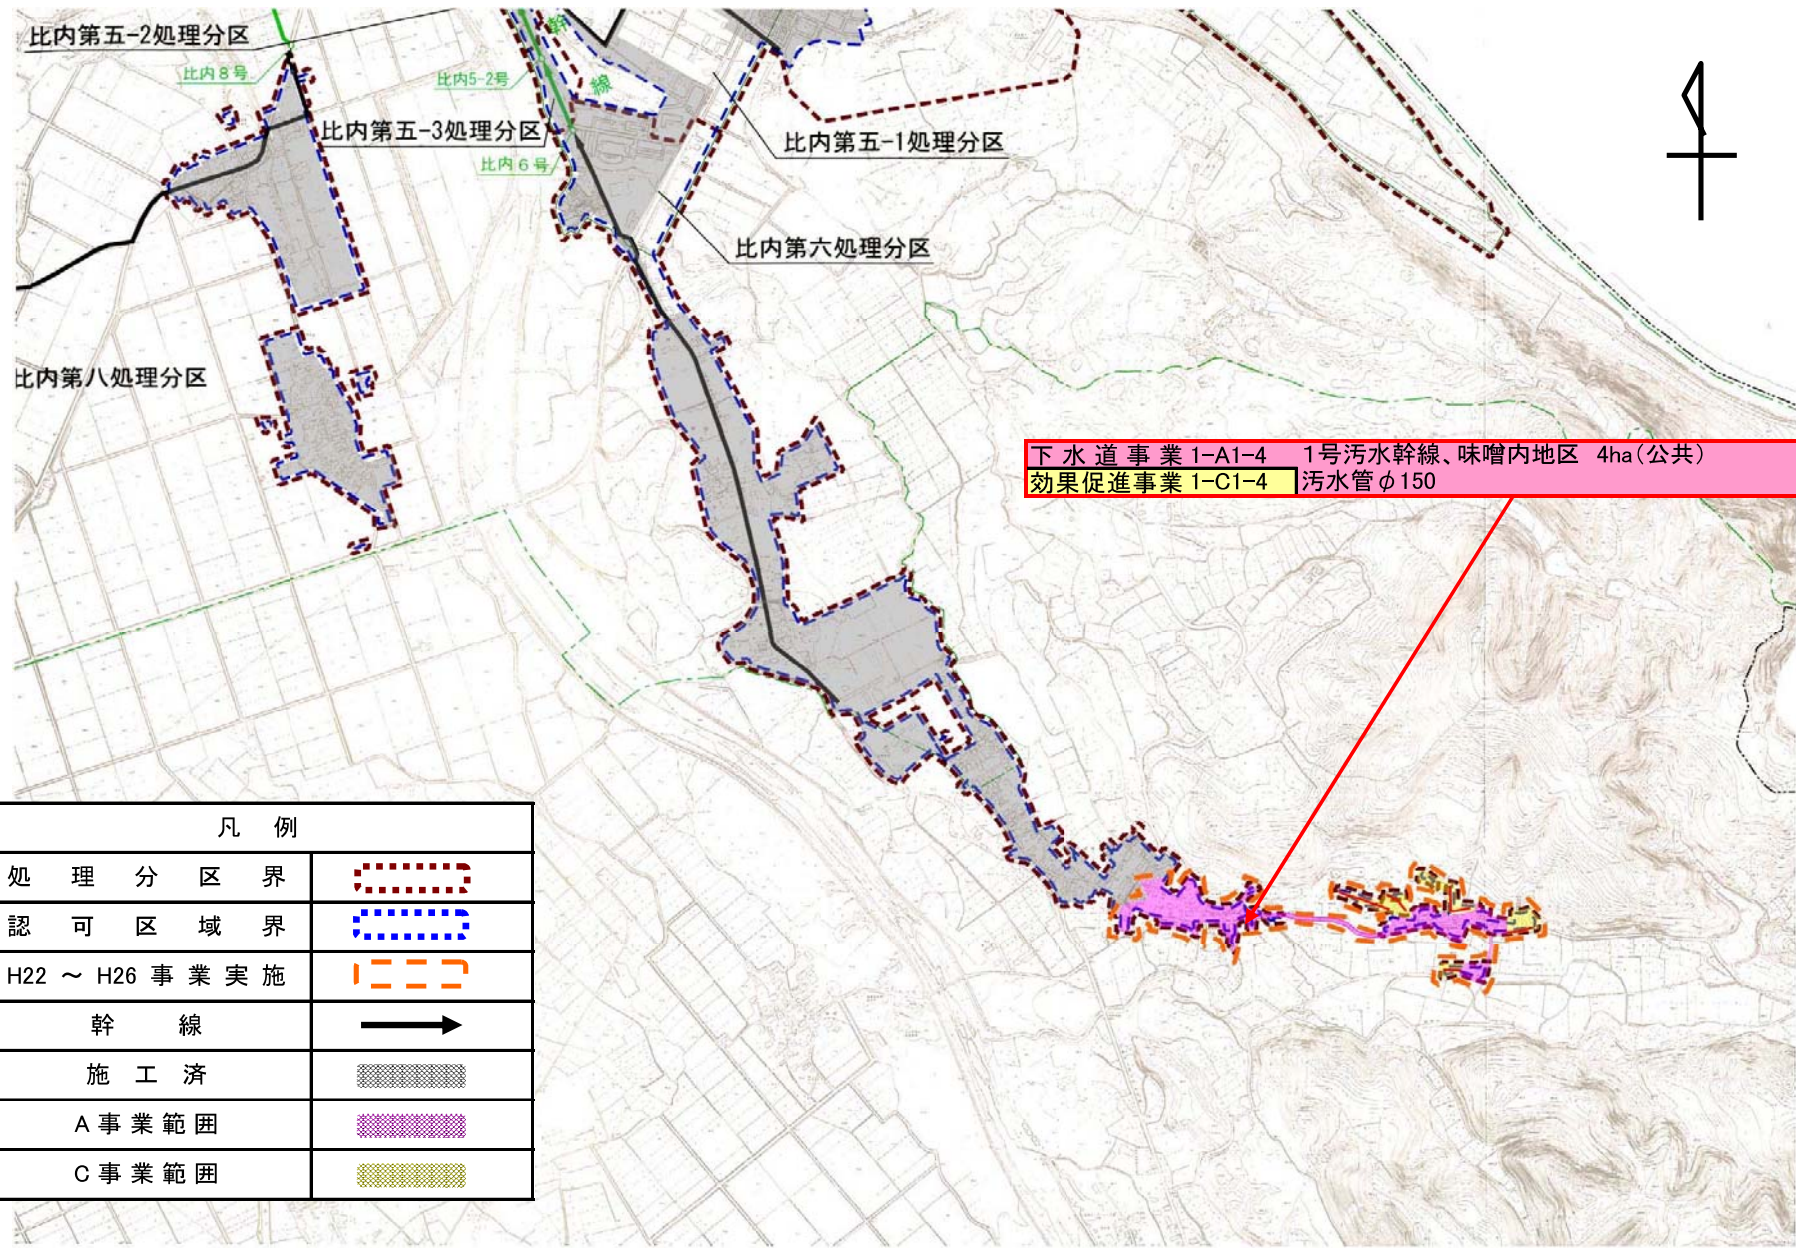 比内第五-2処理分区
比内8号
比内5-2号
幹
線
比内第五-3処理分区
比内6号
比内第五-1処理分区
比内第六処理分区
比内第八処理分区
下水道事業 1-A1-4 1号汚水幹線、味噌内地区 4ha(公共)
効果促進事業 1-C1-4 汚水管φ150
凡 例
処理分区界
認可区域界
H22 ～ H26 事業実施
幹 線
施工済
A事業範囲
C事業範囲